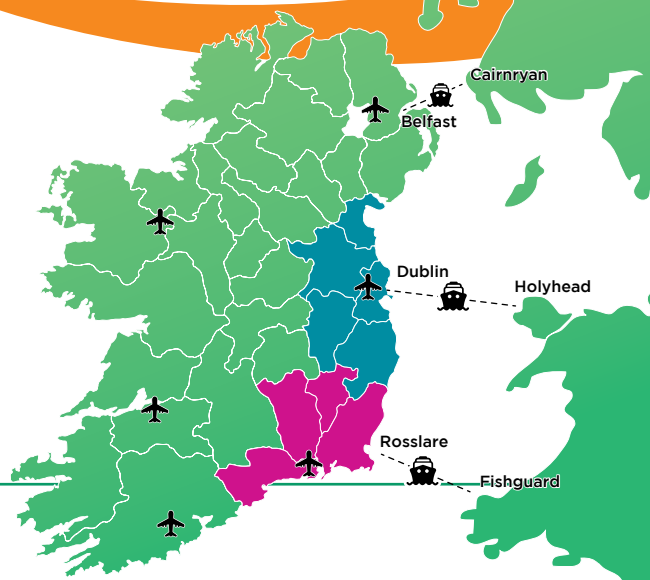 Cairnryan
Belfast
Dublin
Holyhead
Rosslare
Fishguard